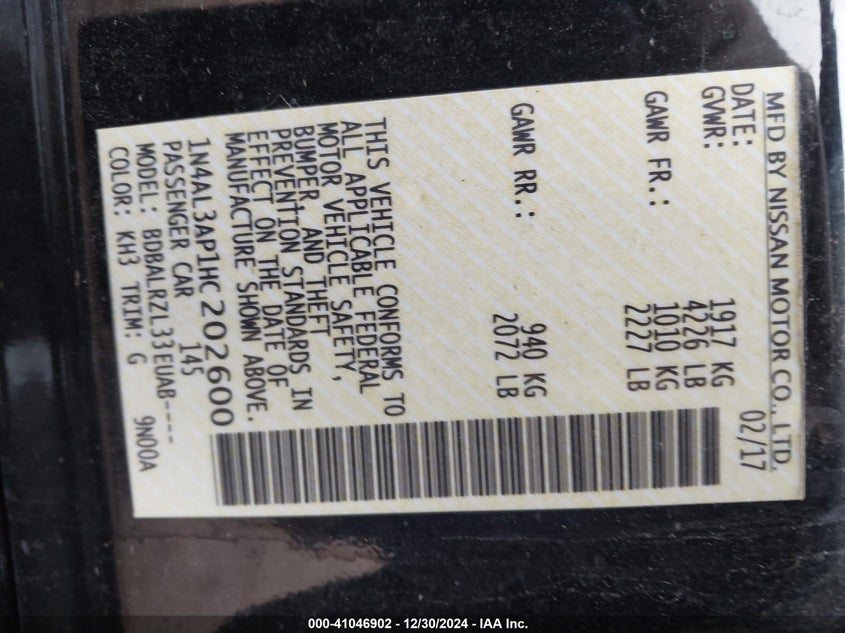 MFD BY NISSAN MOTOR CO., LTD.
DATE: 02/17
GVWR: 1917 KG
4226 LB
GAWR FR.: 1010 KG
2227 LB
GAWR RR.: 940 KG
2072 LB
THIS VEHICLE CONFORMS TO
ALL APPLICABLE FEDERAL
MOTOR VEHICLE SAFETY,
BUMPER AND THEFT
PREVENTION STANDARDS IN
EFFECT ON THE DATE OF
MANUFACTURE SHOWN ABOVE.
1N4AL3AP1HC202600
PASSENGER CAR 145
MODEL: BDBALRZL33EUAB----
COLOR: KH3 TRIM: G 9N00A
000-41046902 - 12/30/2024 - IAA Inc.